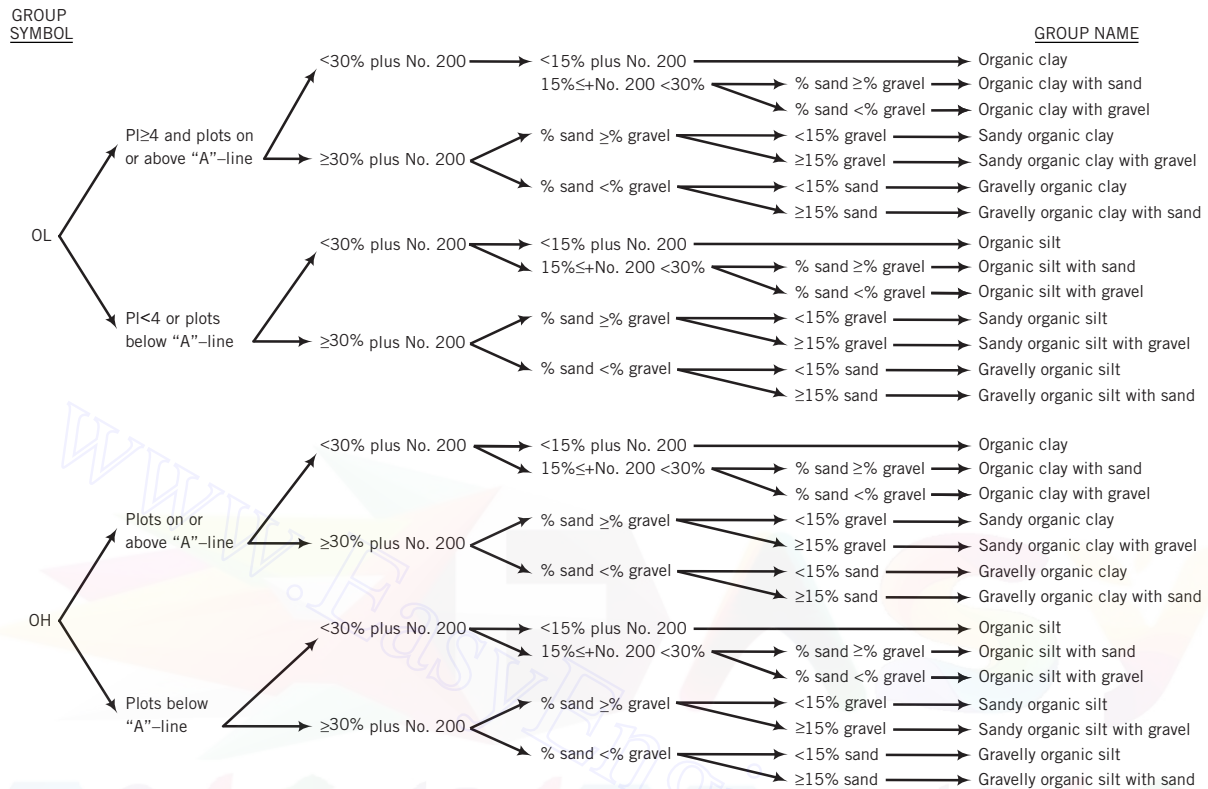 GROUP
SYMBOL
GROUP NAME
<30% plus No. 200
<15% plus No. 200
Organic clay
15%≤+No. 200 <30%
% sand ≥% gravel
Organic clay with sand
% sand <% gravel
Organic clay with gravel
PI≥4 and plots on
or above “A”–line
≥30% plus No. 200
% sand ≥% gravel
<15% gravel
Sandy organic clay
≥15% gravel
Sandy organic clay with gravel
% sand <% gravel
<15% sand
Gravelly organic clay
≥15% sand
Gravelly organic clay with sand
OL
<30% plus No. 200
<15% plus No. 200
Organic silt
15%≤+No. 200 <30%
% sand ≥% gravel
Organic silt with sand
% sand <% gravel
Organic silt with gravel
PI<4 or plots
below “A”–line
≥30% plus No. 200
% sand ≥% gravel
<15% gravel
Sandy organic silt
≥15% gravel
Sandy organic silt with gravel
% sand <% gravel
<15% sand
Gravelly organic silt
≥15% sand
Gravelly organic silt with sand
<30% plus No. 200
<15% plus No. 200
Organic clay
15%≤+No. 200 <30%
% sand ≥% gravel
Organic clay with sand
% sand <% gravel
Organic clay with gravel
Plots on or
above “A”–line
≥30% plus No. 200
% sand ≥% gravel
<15% gravel
Sandy organic clay
≥15% gravel
Sandy organic clay with gravel
% sand <% gravel
<15% sand
Gravelly organic clay
≥15% sand
Gravelly organic clay with sand
OH
<30% plus No. 200
<15% plus No. 200
Organic silt
15%≤+No. 200 <30%
% sand ≥% gravel
Organic silt with sand
% sand <% gravel
Organic silt with gravel
Plots below
“A”–line
≥30% plus No. 200
% sand ≥% gravel
<15% gravel
Sandy organic silt
≥15% gravel
Sandy organic silt with gravel
% sand <% gravel
<15% sand
Gravelly silt
≥15% sand
Gravelly organic silt with sand